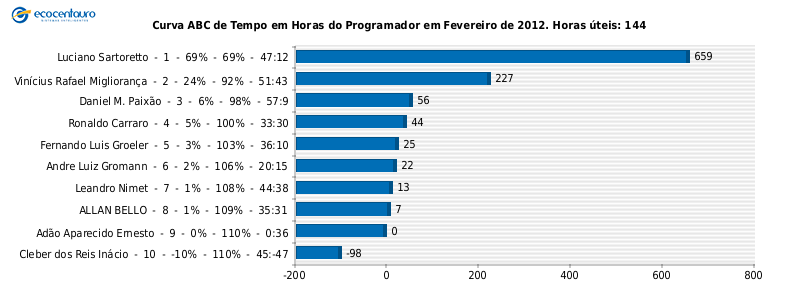 ecocentauro
Curva ABC de Tempo em Horas do Programador em Fevereiro de 2012. Horas úteis: 144
Luciano Sartoretto - 1 - 69% - 69% - 47:12
659
Vinícius Rafael Migliorança - 2 - 24% - 92% - 51:43
227
Daniel M. Paixão - 3 - 6% - 98% - 57:9
56
Ronaldo Carraro - 4 - 5% - 100% - 33:30
44
Fernando Luis Groeler - 5 - 3% - 103% - 36:10
25
Andre Luiz Gromann - 6 - 2% - 106% - 20:15
22
Leandro Nimet - 7 - 1% - 108% - 44:38
13
ALLAN BELLO - 8 - 1% - 109% - 35:31
7
Adão Aparecido Ernesto - 9 - 0% - 110% - 0:36
0
Cleber dos Reis Inácio - 10 - -10% - 110% - 45:-47
-98
-200 0 200 400 600 800